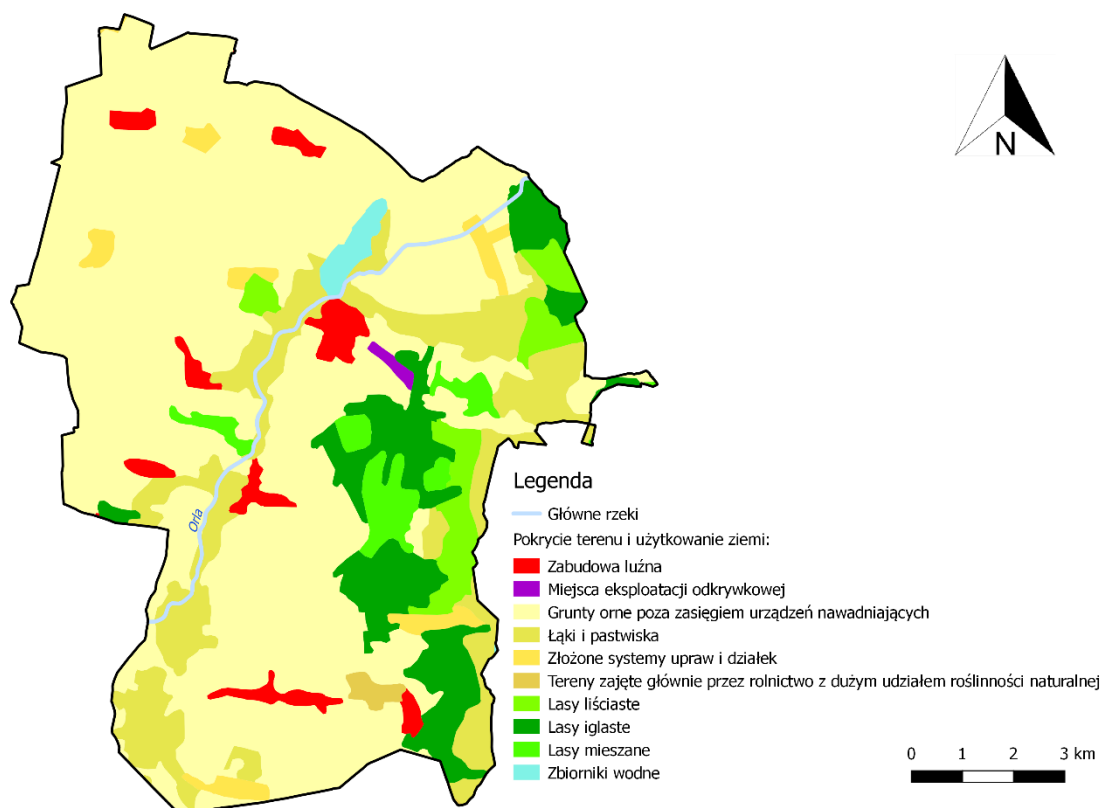 N
Orla
Legenda
Główne rzeki
Pokrycie terenu i użytkowanie ziemi:
Zabudowa luźna
Miejsca eksploatacji odkrywkowej
Grunty orne poza zasięgiem urządzeń nawadniających
Łąki i pastwiska
Złożone systemy upraw i działek
Tereny zajęte głównie przez rolnictwo z dużym udziałem roślinności naturalnej
Lasy liściaste
Lasy iglaste
Lasy mieszane
Zbiorniki wodne
0 1 2 3 km